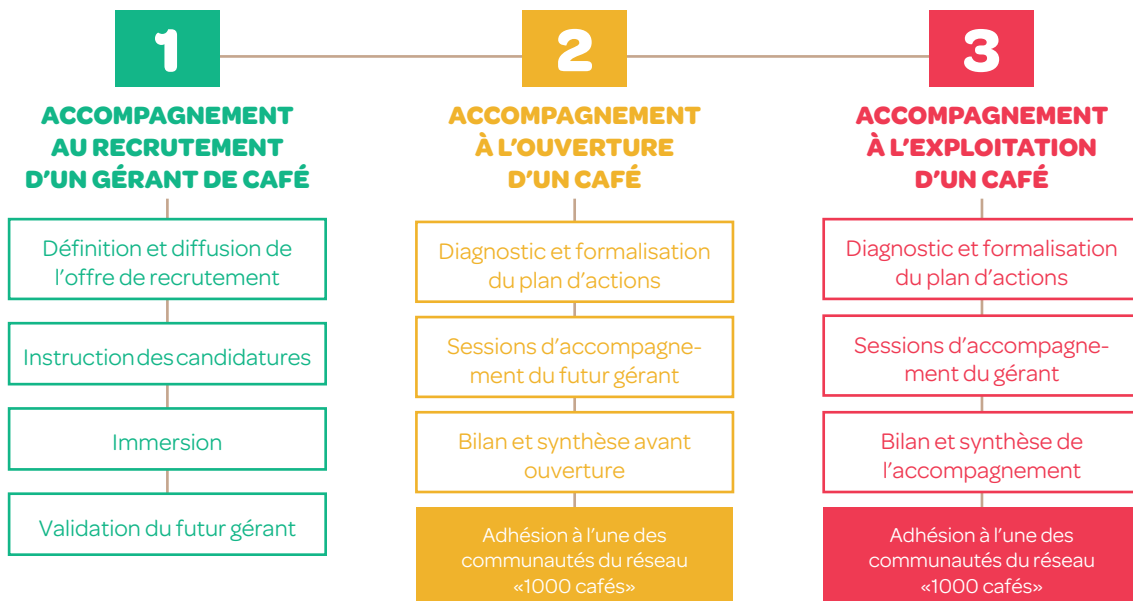 1
ACCOMPAGNEMENT
AU RECRUTEMENT
D'UN GÉRANT DE CAFÉ
Définition et diffusion de
l'offre de recrutement
Instruction des candidatures
Immersion
Validation du futur gérant
2
ACCOMPAGNEMENT
À L'OUVERTURE
D'UN CAFÉ
Diagnostic et formalisation
du plan d'actions
Sessions d'accompagne-
ment du futur gérant
Bilan et synthèse avant
ouverture
Adhésion à l'une des
communautés du réseau
«1000 cafés»
3
ACCOMPAGNEMENT
À L'EXPLOITATION
D'UN CAFÉ
Diagnostic et formalisation
du plan d'actions
Sessions d'accompagne-
ment du gérant
Bilan et synthèse de
l'accompagnement
Adhésion à l'une des
communautés du réseau
«1000 cafés»